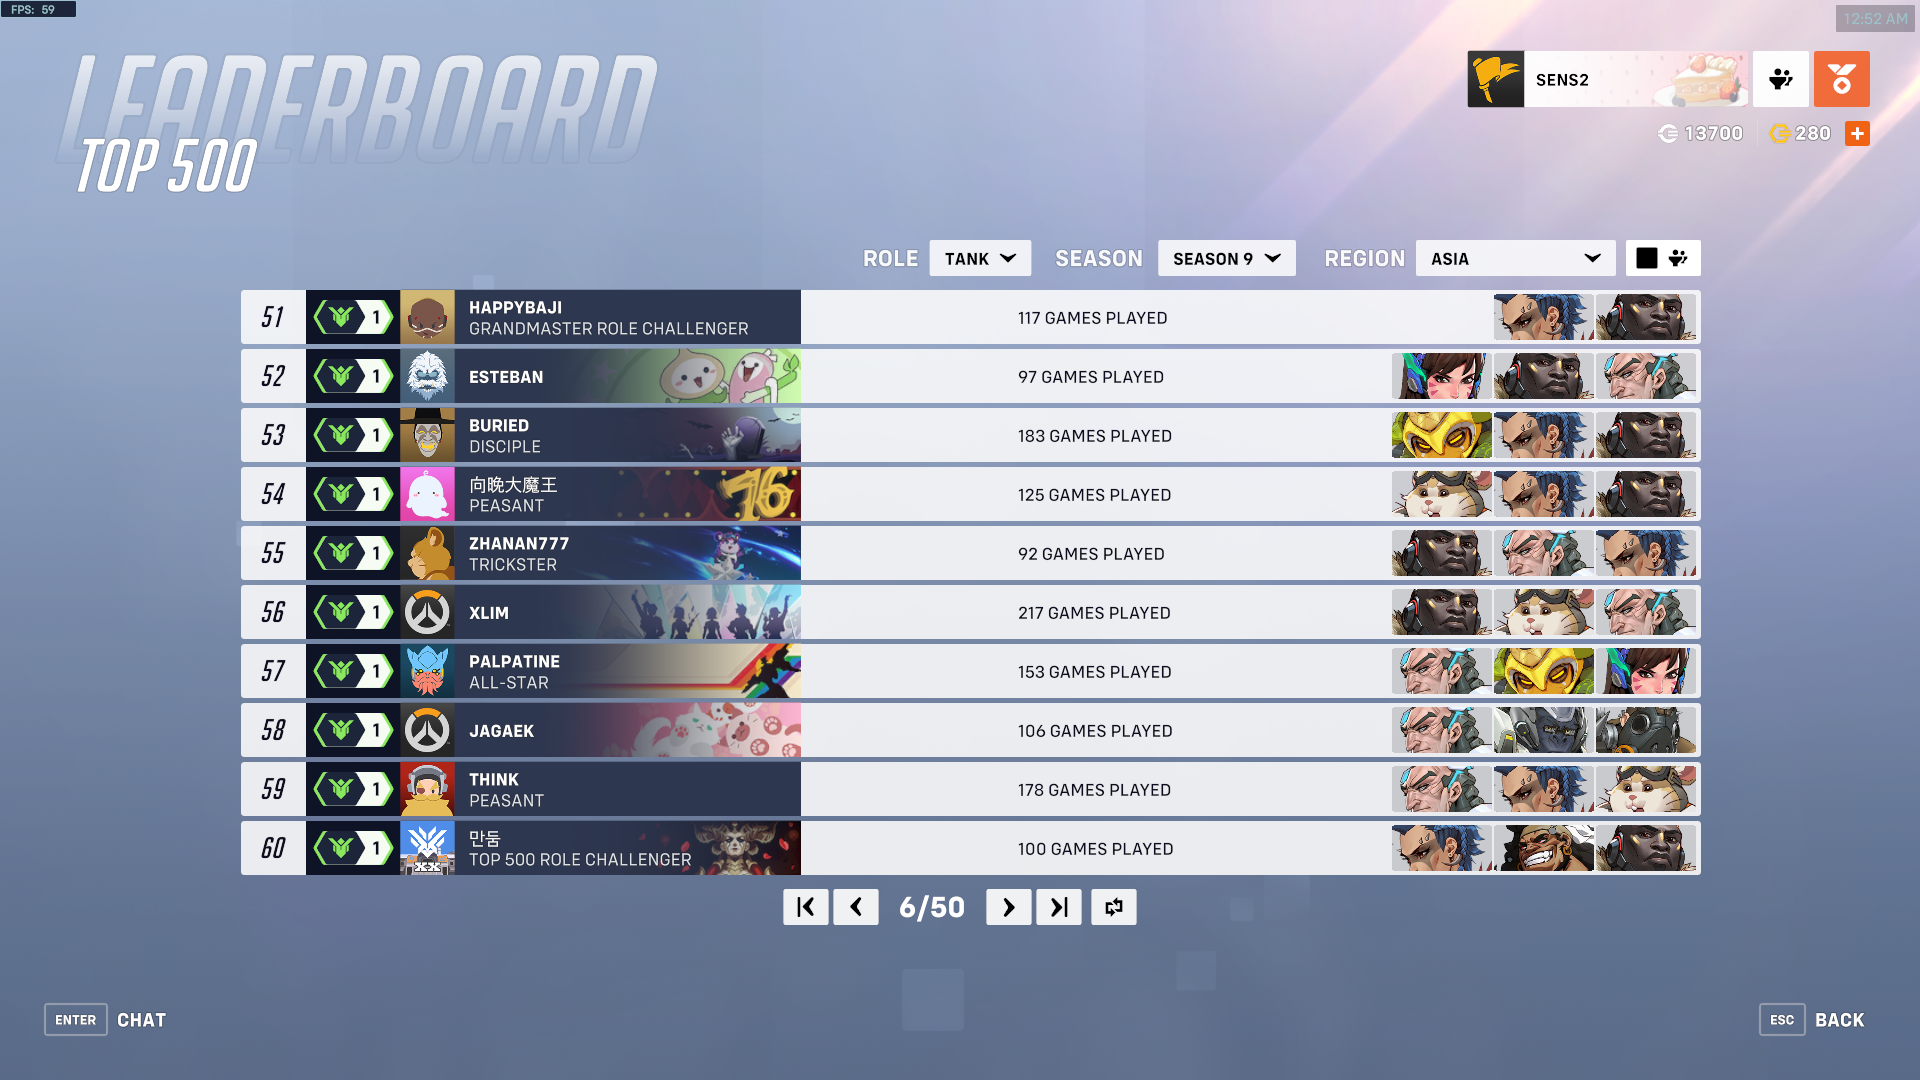 FPS: 59
12:52 AM
LEADERBOARD
TOP 500
SENS2
13700
280
ROLE TANK SEASON SEASON 9 REGION ASIA
51 1 HAPPYBAJI
GRANDMASTER ROLE CHALLENGER
117 GAMES PLAYED
52 1 ESTEBAN
97 GAMES PLAYED
53 1 BURIED
DISCIPLE
183 GAMES PLAYED
54 1 向晚大魔王
PEASANT
76
125 GAMES PLAYED
55 1 ZHANAN777
TRICKSTER
92 GAMES PLAYED
56 1 XLIM
217 GAMES PLAYED
57 1 PALPATINE
ALL-STAR
153 GAMES PLAYED
58 1 JAGAEK
106 GAMES PLAYED
59 1 THINK
PEASANT
178 GAMES PLAYED
60 1 만둠
TOP 500 ROLE CHALLENGER
100 GAMES PLAYED
6/50
ENTER CHAT
ESC BACK